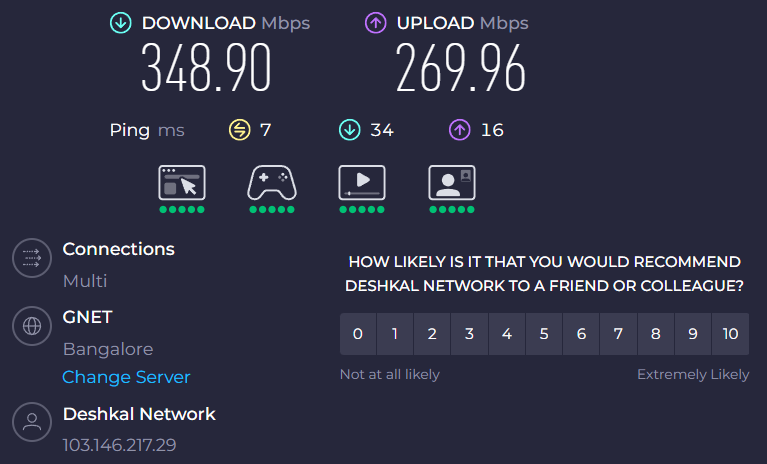 DOWNLOAD Mbps
UPLOAD Mbps
348.90
269.96
Ping ms 7 34 16
Connections
Multi
GNET
Bangalore
Change Server
Deshkal Network
103.146.217.29
HOW LIKELY IS IT THAT YOU WOULD RECOMMEND
DESHKAL NETWORK TO A FRIEND OR COLLEAGUE?
0 1 2 3 4 5 6 7 8 9 10
Not at all likely
Extremely Likely